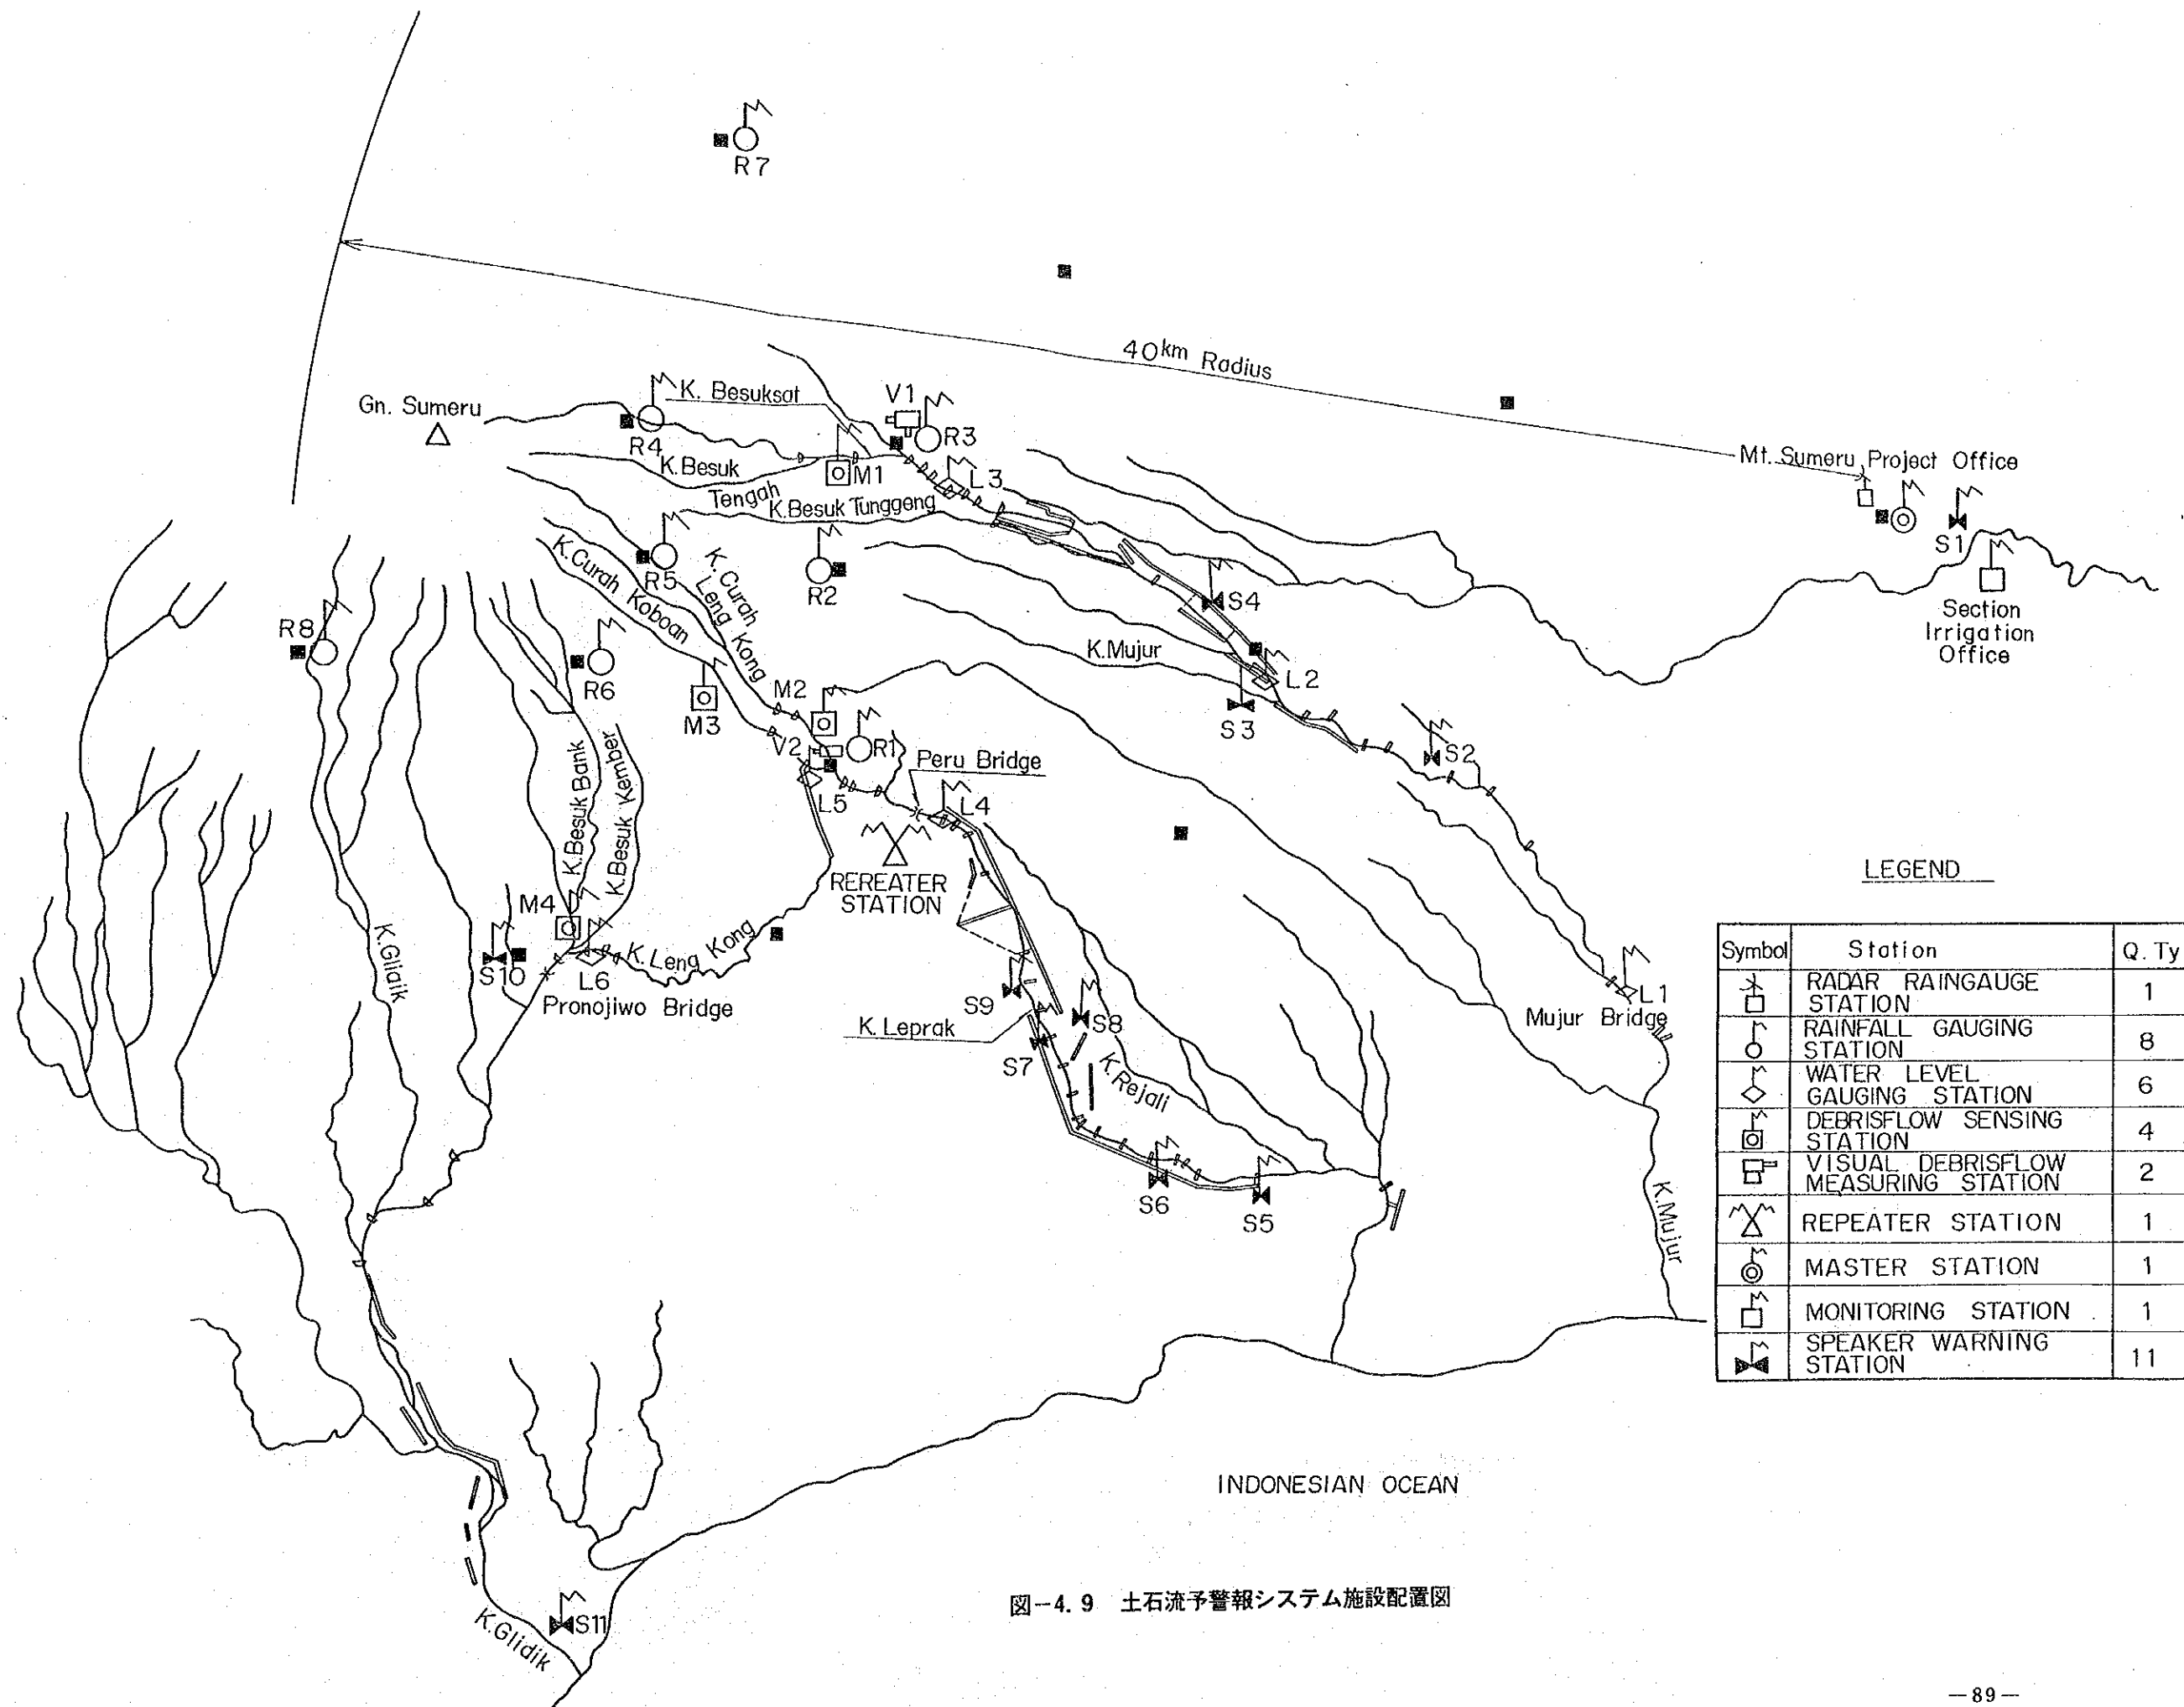 R7
40km Radius
Gn. Sumeru
K. Besuksat
V1
R3
R4
K.Besuk
Tengah
M1
L3
K.Besuk Tunggeng
Mt. Sumeru Project Office
S1
Section
Irrigation
Office
R5
K.Curah
Leng Kong
K.Curah Koboan
R2
S4
R8
R6
M3
M2
K.Mujur
L2
S3
S2
V2
R1
L5
Peru Bridge
L4
REREATER
STATION
K.Besuk Bank
K.Besuk Kember
M4
S10
L6
K.Leng Kong
Pronojiwo Bridge
K.Gliaik
S9
S8
K.Leprak
S7
K.Rejali
S6
S5
L1
Mujur Bridge
K.Mujur
LEGEND
Symbol Station Q.Ty
RADAR RAINGAUGE
STATION 1
RAINFALL GAUGING
STATION 8
WATER LEVEL
GAUGING STATION 6
DEBRISFLOW SENSING
STATION 4
VISUAL DEBRISFLOW
MEASURING STATION 2
REPEATER STATION 1
MASTER STATION 1
MONITORING STATION 1
SPEAKER WARNING
STATION 11
INDONESIAN OCEAN
S11
K.Glidik
図-4.9 土石流予警報システム施設配置図
—89—